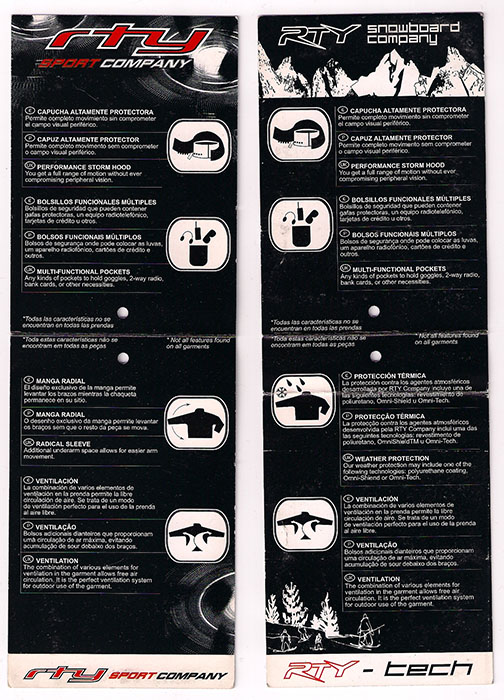 rty
SPORT COMPANY
E CAPUCHA ALTAMENTE PROTECTORA
Permite completo movimiento sin comprometer
el campo visual periférico.
P CAPUZ ALTAMENTE PROTECTOR
Permite completo movimento sem comprometer
o campo visual periférico.
UK PERFORMANCE STORM HOOD
You get a full range of motion without ever
compromising peripheral vision.
E BOLSILLOS FUNCIONALES MÚLTIPLES
Bolsillos de seguridad que pueden contener
gafas protectoras, un equipo radiotelefónico,
tarjetas de crédito u otros.
P BOLSOS FUNCIONAIS MÚLTIPLOS
Bolsos de segurança onde pode colocar as luvas,
um aparelho radiofónico, cartões de crédito e
outros.
UK MULTI-FUNCTIONAL POCKETS
Any kinds of pockets to hold goggles, 2-way radio,
bank cards, or other necessities.
*Todas las características no se
encuentran en todas las prendas
*Toda estas características não se
encontram em todas as peças
* Not all features found
on all garments
E MANGA RADIAL
El diseño exclusivo de la manga permite
levantar los brazos mientras la chaqueta
permanece en su sitio.
P MANGA RADIAL
O desenho exclusivo da manga permite levantar
os braços sem que o resto da peça se mova.
UK RADICAL SLEEVE
Additional underarm space allows for easier arm
movement.
E VENTILACIÓN
La combinación de varios elementos de
ventilación en la prenda permite la libre
circulación de aire. Se trata de un modo
de ventilación perfecto para el uso de la prenda
al aire libre.
P VENTILAÇÃO
Bolsos adicionais dianteiros que proporcionam
uma circulação de ar máxima, evitando
acumulação de sour debaixo dos braços.
UK VENTILATION
The combination of various elements for
ventilation in the garment allows free air
circulation. It is the perfect ventilation system
for outdoor use of the garment.
rty SPORT COMPANY
RTY snowboard
company
E CAPUCHA ALTAMENTE PROTECTORA
Permite completo movimiento sin comprometer
el campo visual periférico.
P CAPUZ ALTAMENTE PROTECTOR
Permite completo movimento sem comprometer
o campo visual periférico.
UK PERFORMANCE STORM HOOD
You get a full range of motion without ever
compromising peripheral vision.
E BOLSILLOS FUNCIONALES MÚLTIPLES
Bolsillos de seguridad que pueden contener
gafas protectoras, un equipo radiotelefónico,
tarjetas de crédito u otros.
P BOLSOS FUNCIONAIS MÚLTIPLOS
Bolsos de segurança onde pode colocar as luvas,
um aparelho radiofónico, cartões de crédito e
outros.
UK MULTI-FUNCTIONAL POCKETS
Any kinds of pockets to hold goggles, 2-way radio,
bank cards, or other necessities.
*Todas las características no se
encuentran en todas las prendas
*Toda estas características não se
encontram em todas as peças
* Not all features found
on all garments
E PROTECCIÓN TÉRMICA
La protección contra los agentes atmosféricos
desarrollada por RTY Company incluye una de
las siguientes tecnologías: revestimiento de
poliuretano, Omni-Shield u Omni-Tech.
P PROTECÇÃO TÉRMICA
La protección contra los agentes atmosféricos
desenvolvida pela RTY Company inclui uma das
las seguintes tecnologias: revestimento de
poliuretano, OmniShieldTM u Omni-Tech.
UK WEATHER PROTECTION
Our weather protection may include one of the
following technologies: polyurethane coating,
Omni-Shield or Omni-Tech.
E VENTILACIÓN
La combinación de varios elementos de
ventilación en la prenda permite la libre
circulación de aire. Se trata de un modo
de ventilación perfecto para el uso de la prenda
al aire libre.
P VENTILAÇÃO
Bolsos adicionais dianteiros que proporcionam
uma circulação de ar máxima, evitando
acumulação de sour debaixo dos braços.
UK VENTILATION
The combination of various elements for
ventilation in the garment allows free air
circulation. It is the perfect ventilation system
for outdoor use of the garment.
RTY - tech